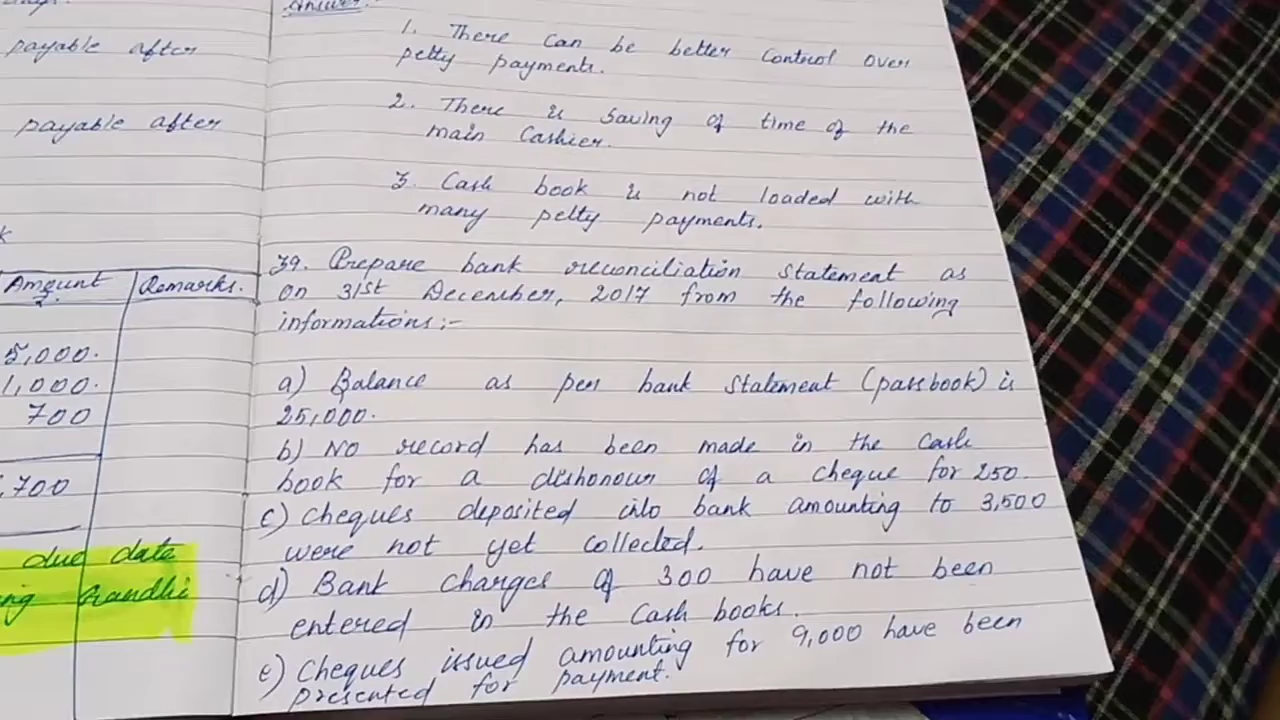 payable after
payable after
Amount Remarks.
₹
5,000.
1,000.
700
,700
due date
ng Grandhi
Answer:
1. There can be better Control over
petty payments.
2. There is Saving of time of the
main Cashier.
3. Cash book is not loaded with
many petty payments.
39. Prepare bank reconciliation Statement as
on 31st December, 2017 from the following
informations:-
a) Balance as per bank Statement (passbook) is
25,000.
b) No record has been made in the Cash
book for a dishonour of a cheque for 250.
c) Cheques deposited into bank amounting to 3,500
were not yet collected.
d) Bank charges of 300 have not been
entered in the Cash books.
e) Cheques issued amounting for 9,000 have been
presented for payment.